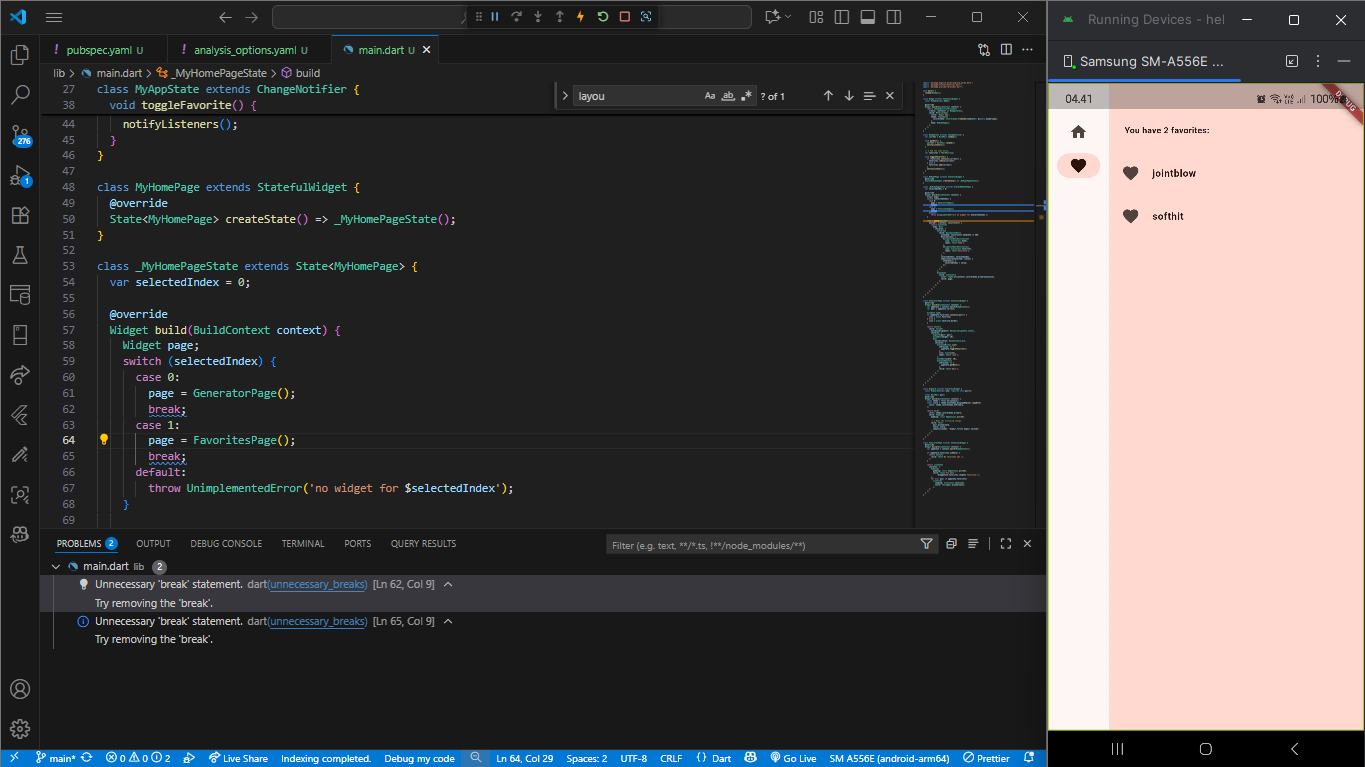 Running Devices - hel
pubspec.yaml U
analysis_options.yaml U
main.dart U
Samsung SM-A556E ...
lib > main.dart > _MyHomePageState > build
27 class MyAppState extends ChangeNotifier {
38 void toggleFavorite() {
layou
Aa ab .*
? of 1
44 notifyListeners();
45 }
46 }
47
48 class MyHomePage extends StatefulWidget {
49 @override
50 State<MyHomePage> createState() => _MyHomePageState();
51 }
52
53 class _MyHomePageState extends State<MyHomePage> {
54 var selectedIndex = 0;
55
56 @override
57 Widget build(BuildContext context) {
58 Widget page;
59 switch (selectedIndex) {
60 case 0:
61 page = GeneratorPage();
62 break;
63 case 1:
64 page = FavoritesPage();
65 break;
66 default:
67 throw UnimplementedError('no widget for $selectedIndex');
68 }
69
276
1
PROBLEMS 2 OUTPUT DEBUG CONSOLE TERMINAL PORTS QUERY RESULTS
Filter (e.g. text, **/*.ts, !**/node_modules/**)
main.dart lib 2
Unnecessary 'break' statement. dart(unnecessary_breaks) [Ln 62, Col 9]
Try removing the 'break'.
Unnecessary 'break' statement. dart(unnecessary_breaks) [Ln 65, Col 9]
Try removing the 'break'.
main* 0 0 2 Live Share Indexing completed. Debug my code Ln 64, Col 29 Spaces: 2 UTF-8 CRLF {} Dart Go Live SM A556E (android-arm64) Prettier
04.41
100%
DEBUG
You have 2 favorites:
jointblow
softhit